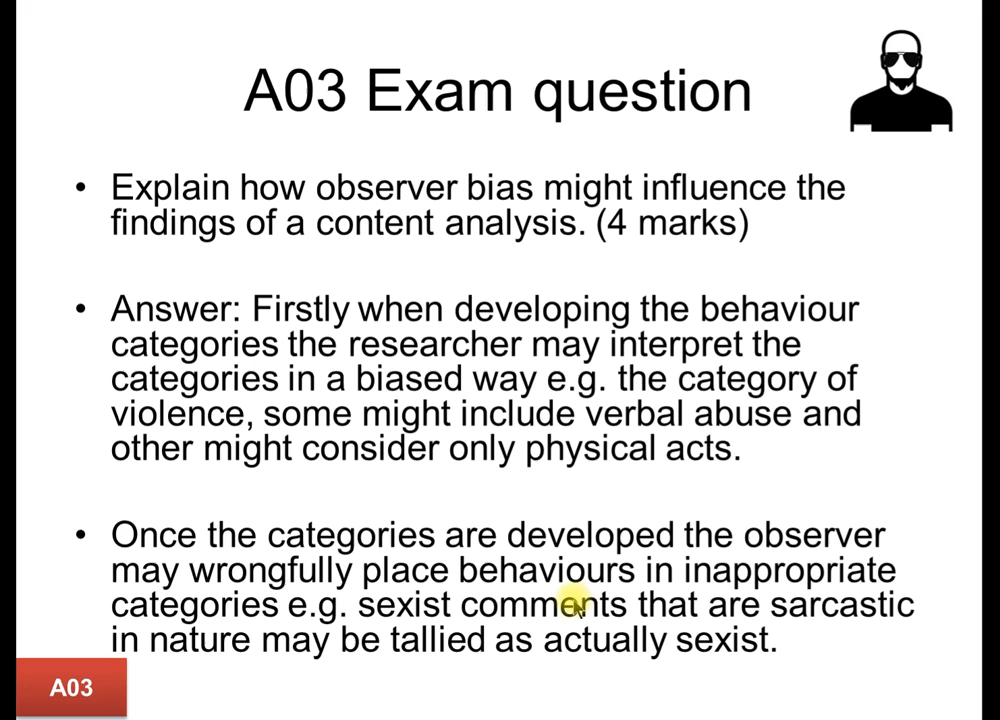 A03 Exam question
• Explain how observer bias might influence the
findings of a content analysis. (4 marks)
• Answer: Firstly when developing the behaviour
categories the researcher may interpret the
categories in a biased way e.g. the category of
violence, some might include verbal abuse and
other might consider only physical acts.
• Once the categories are developed the observer
may wrongfully place behaviours in inappropriate
categories e.g. sexist comments that are sarcastic
in nature may be tallied as actually sexist.
A03